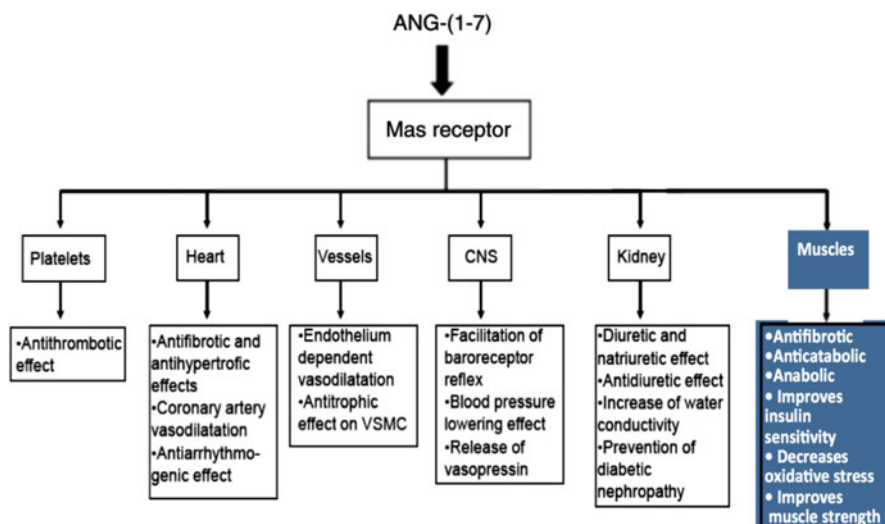 ANG-(1-7)
Mas receptor
Platelets
Heart
Vessels
CNS
Kidney
Muscles
•Antithrombotic
effect
•Antifibrotic and
antihypertrofic
effects
•Coronary artery
vasodilatation
•Antiarrhythmo-
genic effect
•Endothelium
dependent
vasodilatation
•Antitrophic
effect on VSMC
•Facilitation of
baroreceptor
reflex
•Blood pressure
lowering effect
•Release of
vasopressin
•Diuretic and
natriuretic effect
•Antidiuretic effect
•Increase of water
conductivity
•Prevention of
diabetic
nephropathy
•Antifibrotic
•Anticatabolic
•Anabolic
• Improves
insulin
sensitivity
• Decreases
oxidative stress
• Improves
muscle strength